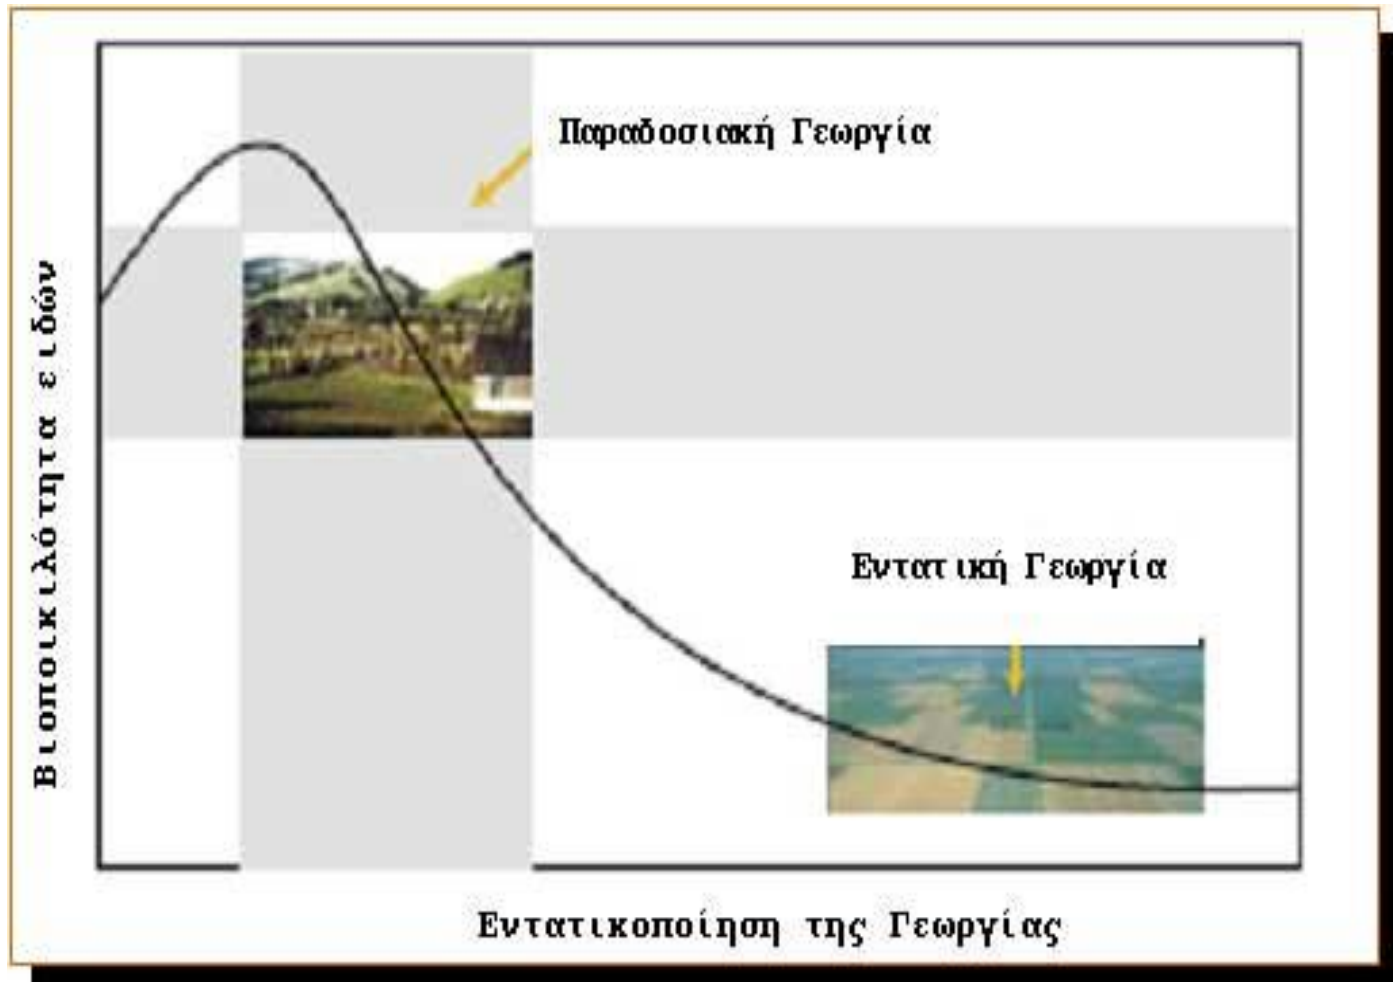 Παραδοσιακή Γεωργία
Βιοποικιλότητα ειδών
Εντατική Γεωργία
Εντατικοποίηση της Γεωργίας